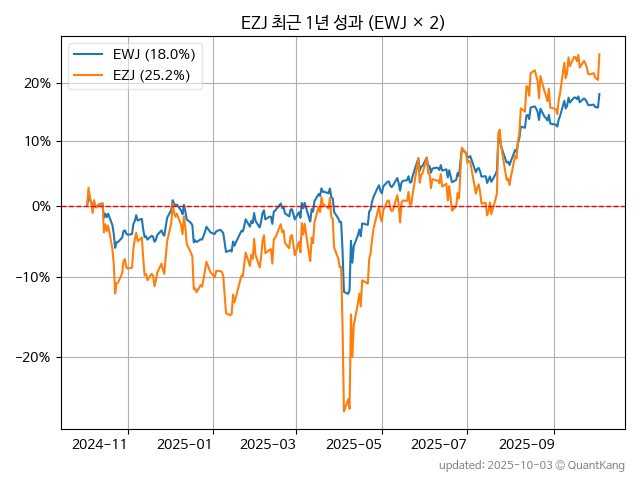 EZJ 최근 1년 성과 (EWJ × 2)
EWJ (18.0%)
EZJ (25.2%)
20%
10%
0%
−10%
−20%
2024-11
2025-01
2025-03
2025-05
2025-07
2025-09
updated: 2025-10-03 ⓒ QuantKang